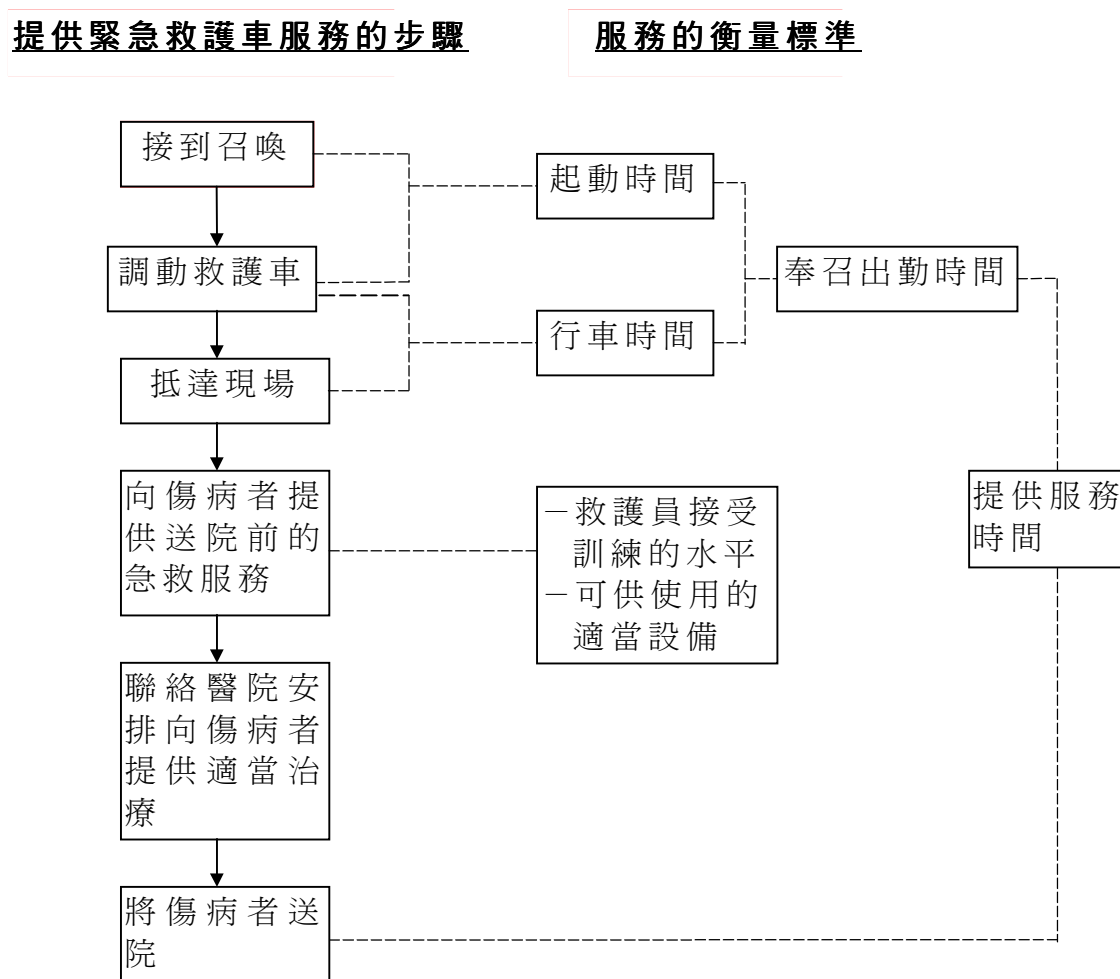 提供緊急救護車服務的步驟
服務的衡量標準
接到召喚
調動救護車
抵達現場
向傷病者提
供送院前的
急救服務
聯絡醫院安
排向傷病者
提供適當治
療
將傷病者送
院
起動時間
行車時間
奉召出勤時間
－救護員接受
訓練的水平
－可供使用的
適當設備
提供服務
時間